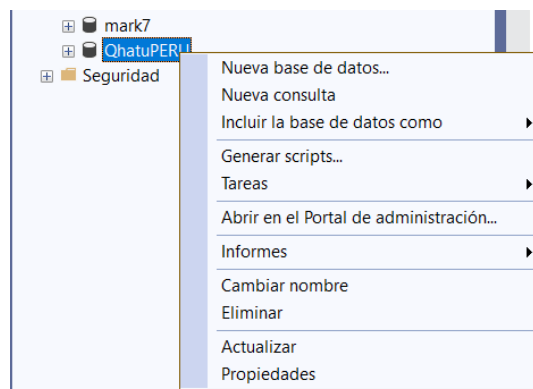 mark7
QhatuPERU
Seguridad
Nueva base de datos...
Nueva consulta
Incluir la base de datos como
Generar scripts...
Tareas
Abrir en el Portal de administración...
Informes
Cambiar nombre
Eliminar
Actualizar
Propiedades